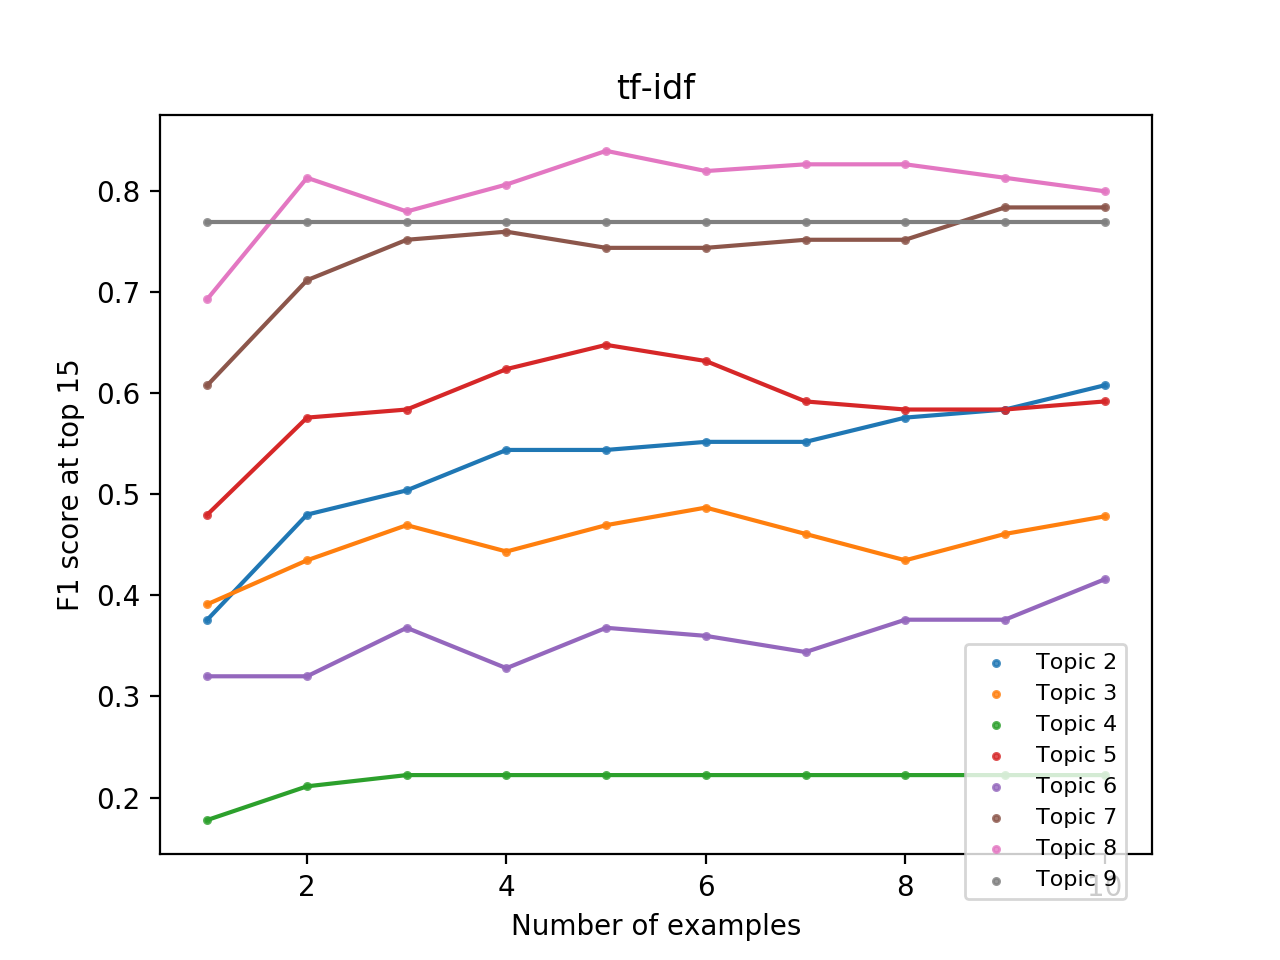 tf-idf
F1 score at top 15
0.8
0.7
0.6
0.5
0.4
0.3
0.2
2
4
6
8
10
Number of examples
Topic 2
Topic 3
Topic 4
Topic 5
Topic 6
Topic 7
Topic 8
Topic 9